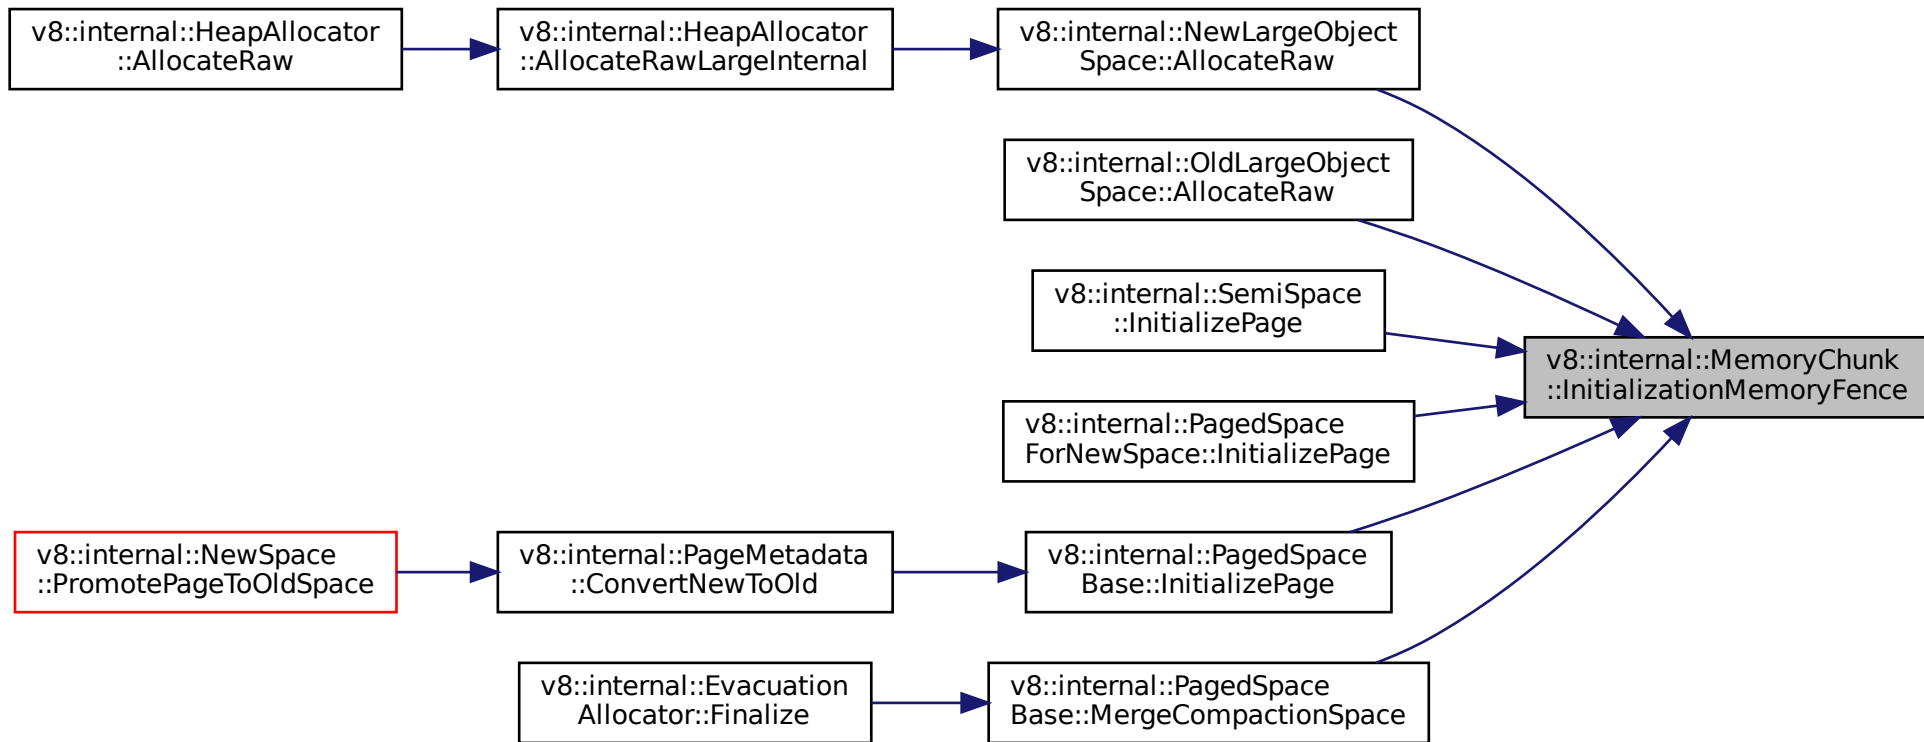 v8::internal::HeapAllocator
::AllocateRaw
v8::internal::HeapAllocator
::AllocateRawLargeInternal
v8::internal::NewLargeObject
Space::AllocateRaw
v8::internal::OldLargeObject
Space::AllocateRaw
v8::internal::SemiSpace
::InitializePage
v8::internal::MemoryChunk
::InitializationMemoryFence
v8::internal::PagedSpace
ForNewSpace::InitializePage
v8::internal::NewSpace
::PromotePageToOldSpace
v8::internal::PageMetadata
::ConvertNewToOld
v8::internal::PagedSpace
Base::InitializePage
v8::internal::Evacuation
Allocator::Finalize
v8::internal::PagedSpace
Base::MergeCompactionSpace